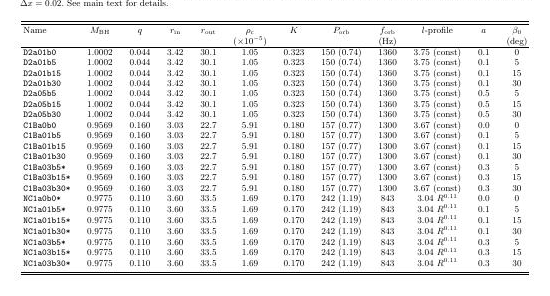 Δx = 0.02. See main text for details.
Name M_BH q r_in r_out ρ_c K P_orb f_orb l-profile a β_0
(×10^-5) (Hz) (deg)
D2a01b0 1.0002 0.044 3.42 30.1 1.05 0.323 150 (0.74) 1360 3.75 (const) 0.1 0
D2a01b5 1.0002 0.044 3.42 30.1 1.05 0.323 150 (0.74) 1360 3.75 (const) 0.1 5
D2a01b15 1.0002 0.044 3.42 30.1 1.05 0.323 150 (0.74) 1360 3.75 (const) 0.1 15
D2a01b30 1.0002 0.044 3.42 30.1 1.05 0.323 150 (0.74) 1360 3.75 (const) 0.1 30
D2a05b5 1.0002 0.044 3.42 30.1 1.05 0.323 150 (0.74) 1360 3.75 (const) 0.5 5
D2a05b15 1.0002 0.044 3.42 30.1 1.05 0.323 150 (0.74) 1360 3.75 (const) 0.5 15
D2a05b30 1.0002 0.044 3.42 30.1 1.05 0.323 150 (0.74) 1360 3.75 (const) 0.5 30
C1Ba0b0 0.9569 0.160 3.03 22.7 5.91 0.180 157 (0.77) 1300 3.67 (const) 0.0 0
C1Ba01b5 0.9569 0.160 3.03 22.7 5.91 0.180 157 (0.77) 1300 3.67 (const) 0.1 5
C1Ba01b15 0.9569 0.160 3.03 22.7 5.91 0.180 157 (0.77) 1300 3.67 (const) 0.1 15
C1Ba01b30 0.9569 0.160 3.03 22.7 5.91 0.180 157 (0.77) 1300 3.67 (const) 0.1 30
C1Ba03b5* 0.9569 0.160 3.03 22.7 5.91 0.180 157 (0.77) 1300 3.67 (const) 0.3 5
C1Ba03b15* 0.9569 0.160 3.03 22.7 5.91 0.180 157 (0.77) 1300 3.67 (const) 0.3 15
C1Ba03b30* 0.9569 0.160 3.03 22.7 5.91 0.180 157 (0.77) 1300 3.67 (const) 0.3 30
NC1a0b0* 0.9775 0.110 3.60 33.5 1.69 0.170 242 (1.19) 843 3.04 R^0.11 0.0 0
NC1a01b5* 0.9775 0.110 3.60 33.5 1.69 0.170 242 (1.19) 843 3.04 R^0.11 0.1 5
NC1a01b15* 0.9775 0.110 3.60 33.5 1.69 0.170 242 (1.19) 843 3.04 R^0.11 0.1 15
NC1a01b30* 0.9775 0.110 3.60 33.5 1.69 0.170 242 (1.19) 843 3.04 R^0.11 0.1 30
NC1a03b5* 0.9775 0.110 3.60 33.5 1.69 0.170 242 (1.19) 843 3.04 R^0.11 0.3 5
NC1a03b15* 0.9775 0.110 3.60 33.5 1.69 0.170 242 (1.19) 843 3.04 R^0.11 0.3 15
NC1a03b30* 0.9775 0.110 3.60 33.5 1.69 0.170 242 (1.19) 843 3.04 R^0.11 0.3 30